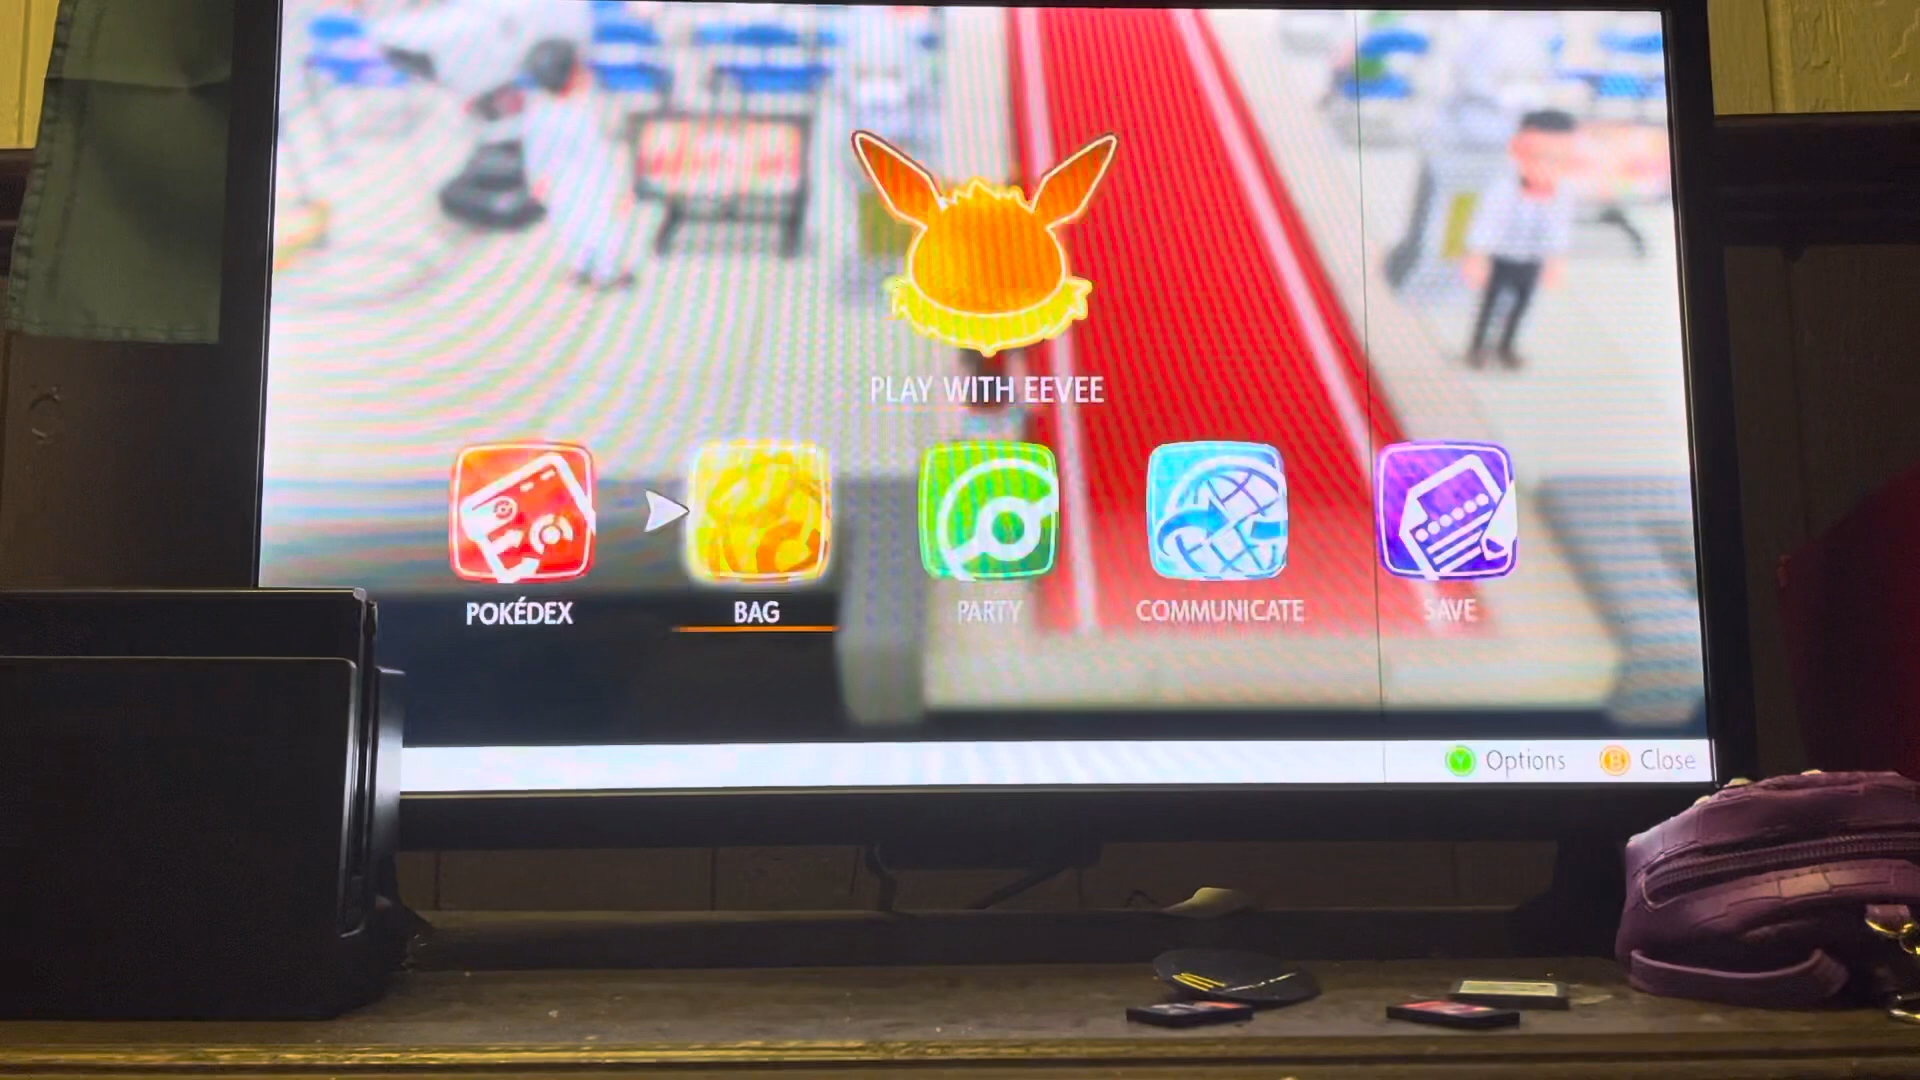 PLAY WITH EEVEE
POKÉDEX
BAG
PARTY
COMMUNICATE
SAVE
Y Options
B Close